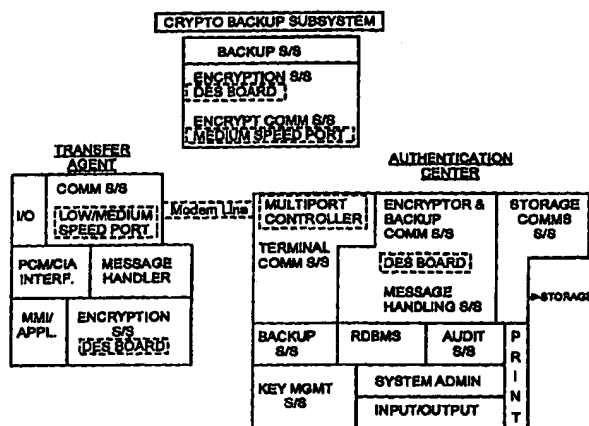 CRYPTO BACKUP SUBSYSTEM
BACKUP S/S
ENCRYPTION S/S
DES BOARD
ENCRYPT COMM S/S
MEDIUM SPEED PORT
TRANSFER
AGENT
I/O
COMM S/S
LOW/MEDIUM
SPEED PORT
Modem Line
PCM/CIA
INTERF.
MESSAGE
HANDLER
MMI/
APPL.
ENCRYPTION
S/S
DES BOARD
AUTHENTICATION
CENTER
MULTIPORT
CONTROLLER
TERMINAL
COMM S/S
ENCRYPTOR &
BACKUP
COMM S/S
DES BOARD
MESSAGE
HANDLING S/S
STORAGE
COMMS
S/S
STORAGE
BACKUP
S/S
RDBMS
AUDIT
S/S
PRINT
KEY MGMT
S/S
SYSTEM ADMIN
INPUT/OUTPUT